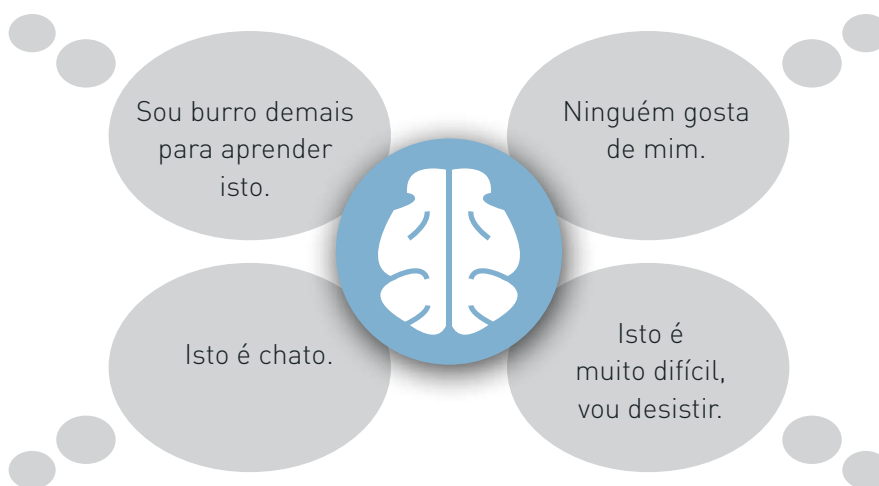 Sou burro demais
para aprender
isto.
Ninguém gosta
de mim.
Isto é chato.
Isto é
muito difícil,
vou desistir.